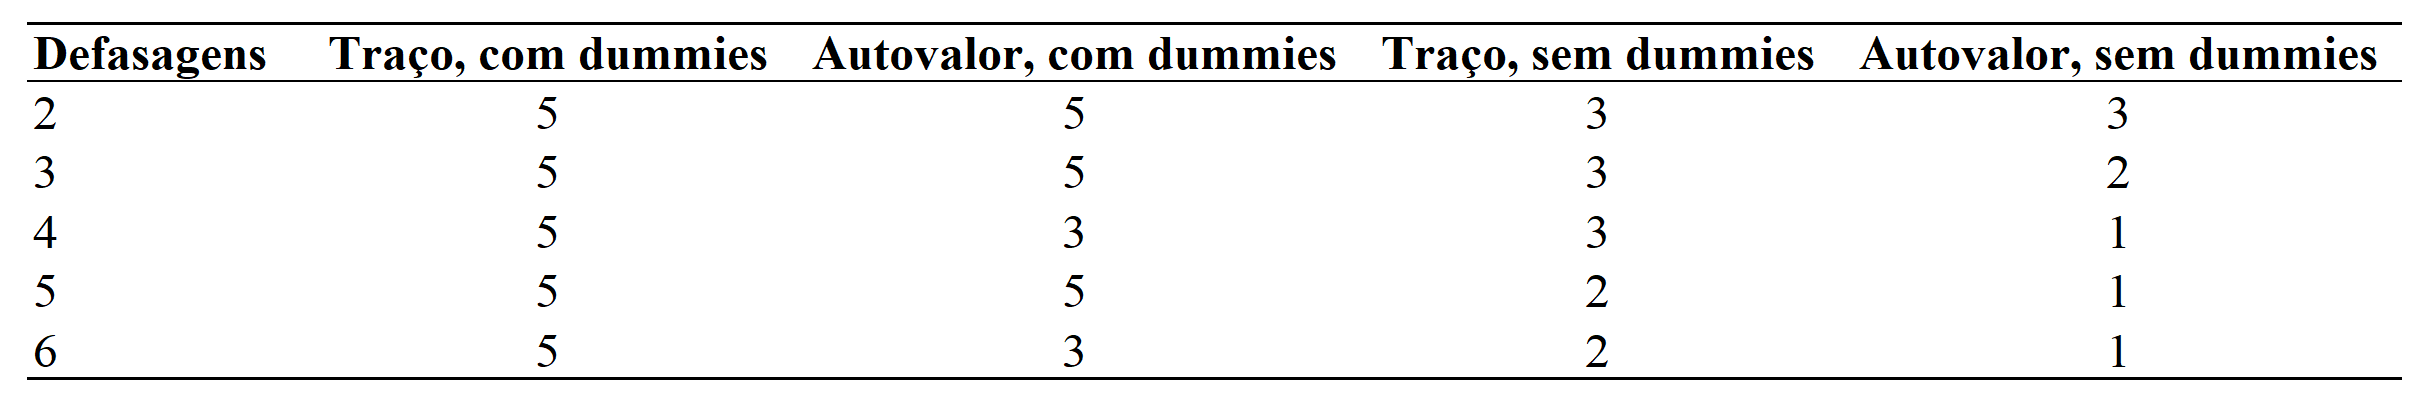 Defasagens Traço, com dummies Autovalor, com dummies Traço, sem dummies Autovalor, sem dummies
2 5 5 3 3
3 5 5 3 2
4 5 3 3 1
5 5 5 2 1
6 5 3 2 1